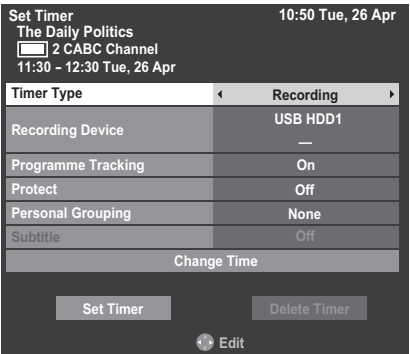 Set Timer 10:50 Tue, 26 Apr
The Daily Politics
2 CABC Channel
11:30 - 12:30 Tue, 26 Apr
Timer Type Recording
Recording Device USB HDD1
—
Programme Tracking On
Protect Off
Personal Grouping None
Subtitle Off
Change Time
Set Timer Delete Timer
Edit